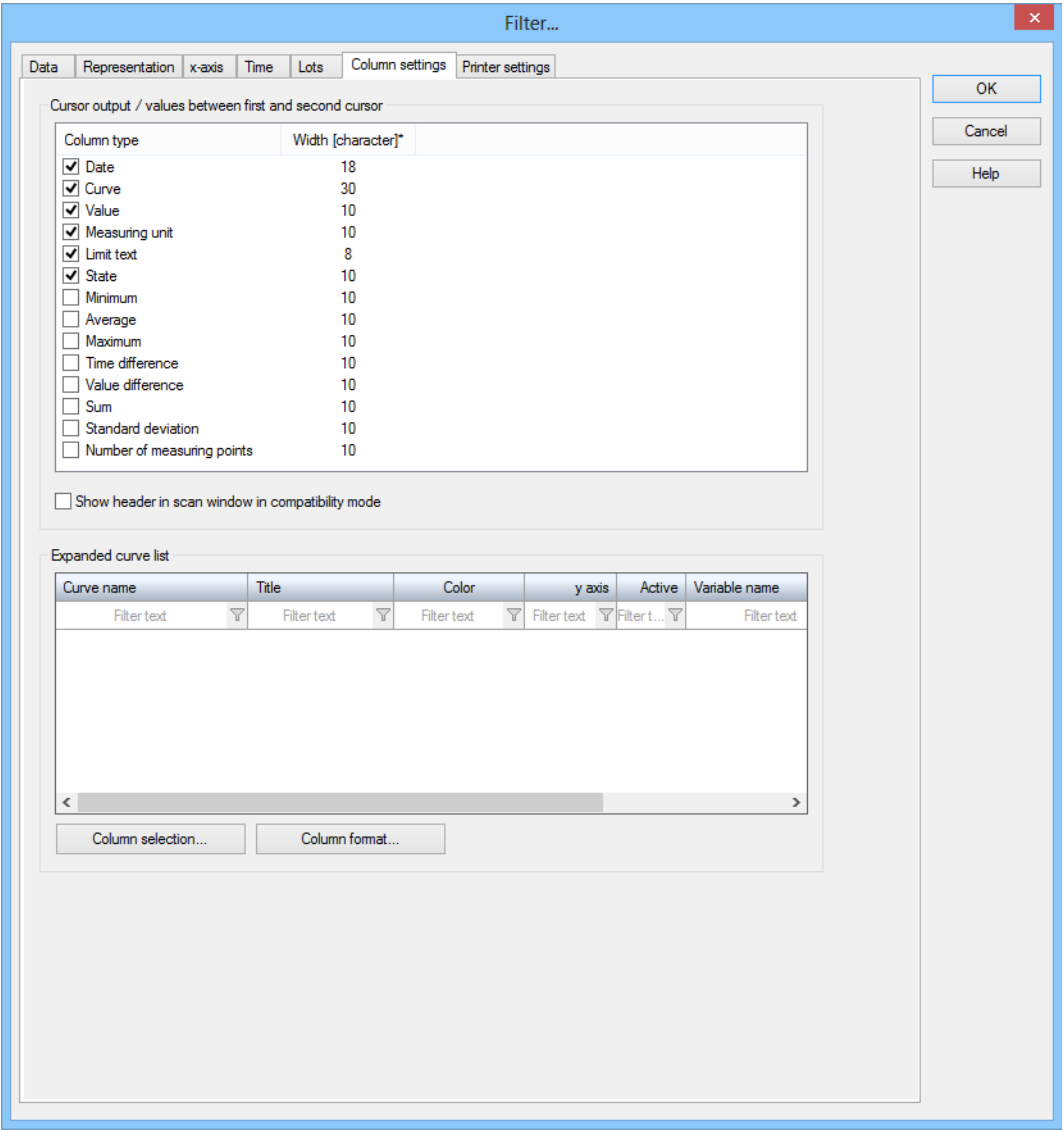 Filter...
Data Representation x-axis Time Lots Column settings Printer settings
OK
Cancel
Help
Cursor output / values between first and second cursor
Column type Width [character]*
Date 18
Curve 30
Value 10
Measuring unit 10
Limit text 8
State 10
Minimum 10
Average 10
Maximum 10
Time difference 10
Value difference 10
Sum 10
Standard deviation 10
Number of measuring points 10
Show header in scan window in compatibility mode
Expanded curve list
Curve name Title Color y axis Active Variable name
Filter text Filter text Filter text Filter text Filter t... Filter text
Column selection... Column format...